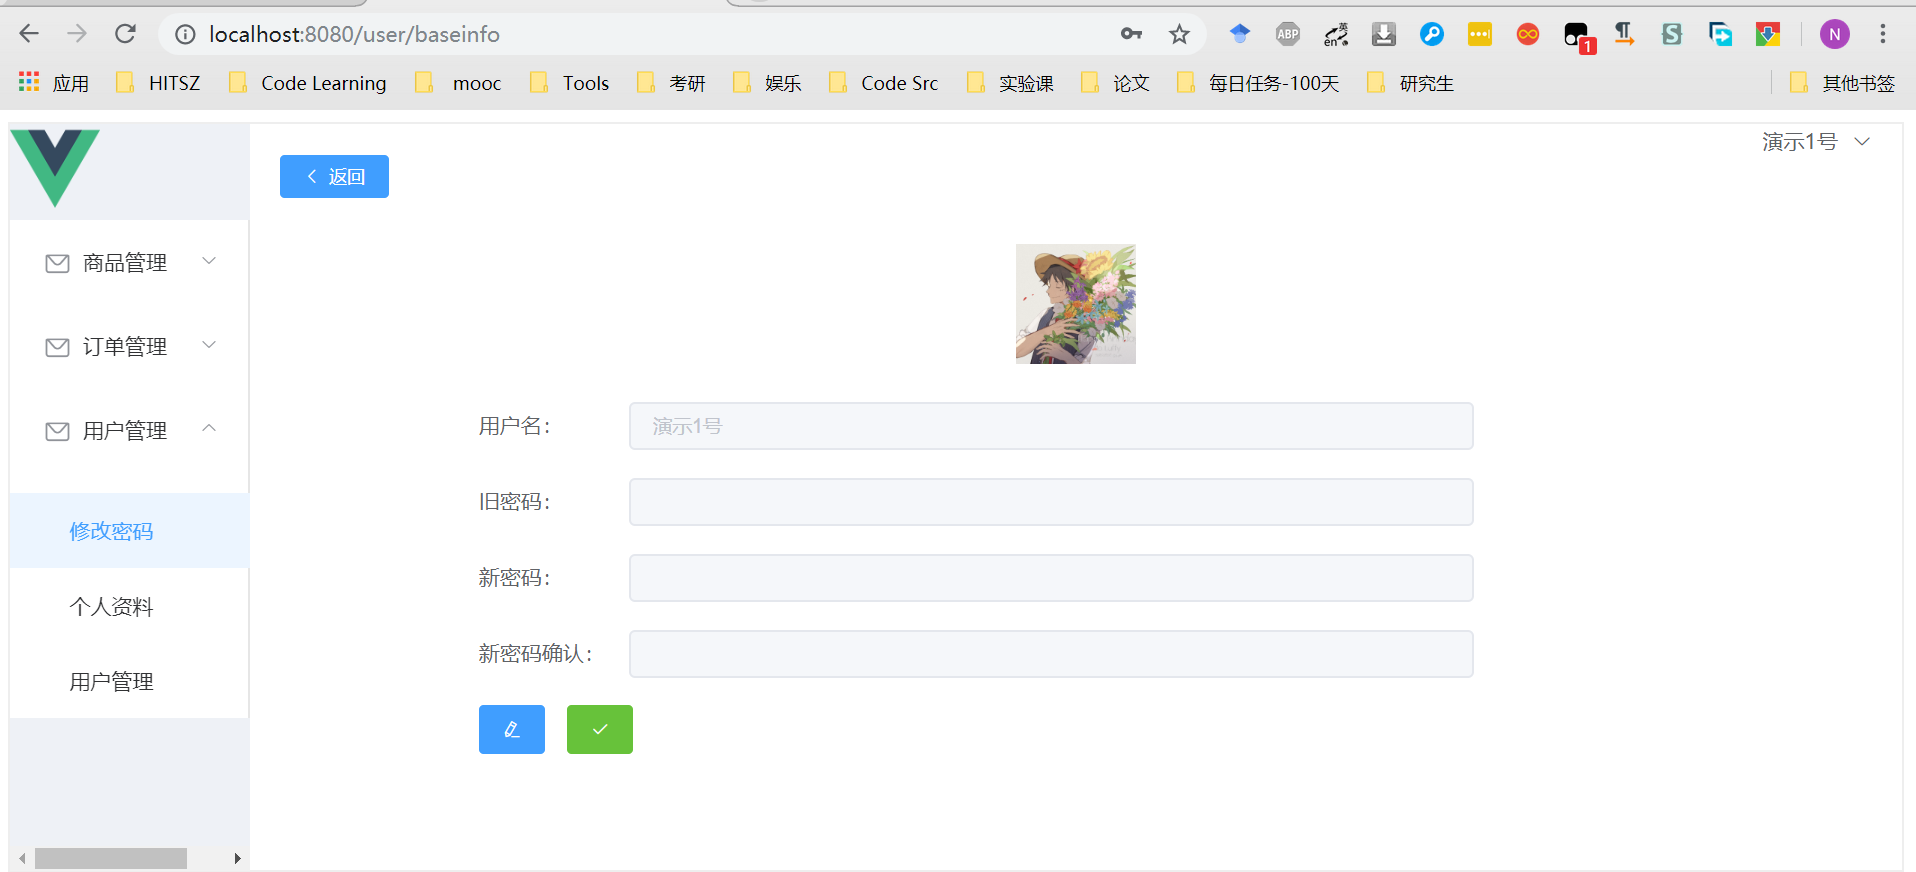 localhost:8080/user/baseinfo
ABP
英
en
1
S
N
应用 HITSZ Code Learning mooc Tools 考研 娱乐 Code Src 实验课 论文 每日任务-100天 研究生 其他书签
演示1号
返回
商品管理
订单管理
用户管理
修改密码
个人资料
用户管理
用户名：
演示1号
旧密码：
新密码：
新密码确认：